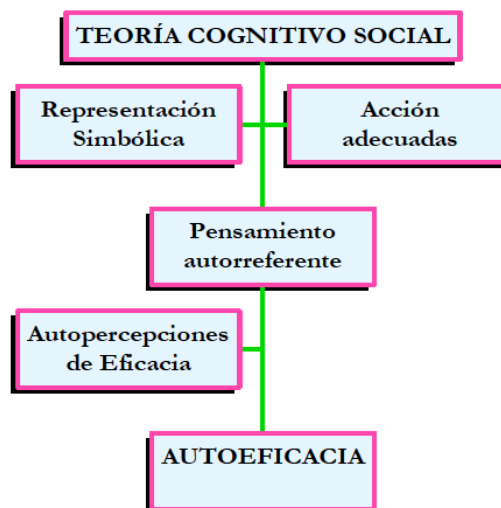 TEORÍA COGNITIVO SOCIAL
Representación
Simbólica
Acción
adecuadas
Pensamiento
autorreferente
Autopercepciones
de Eficacia
AUTOEFICACIA